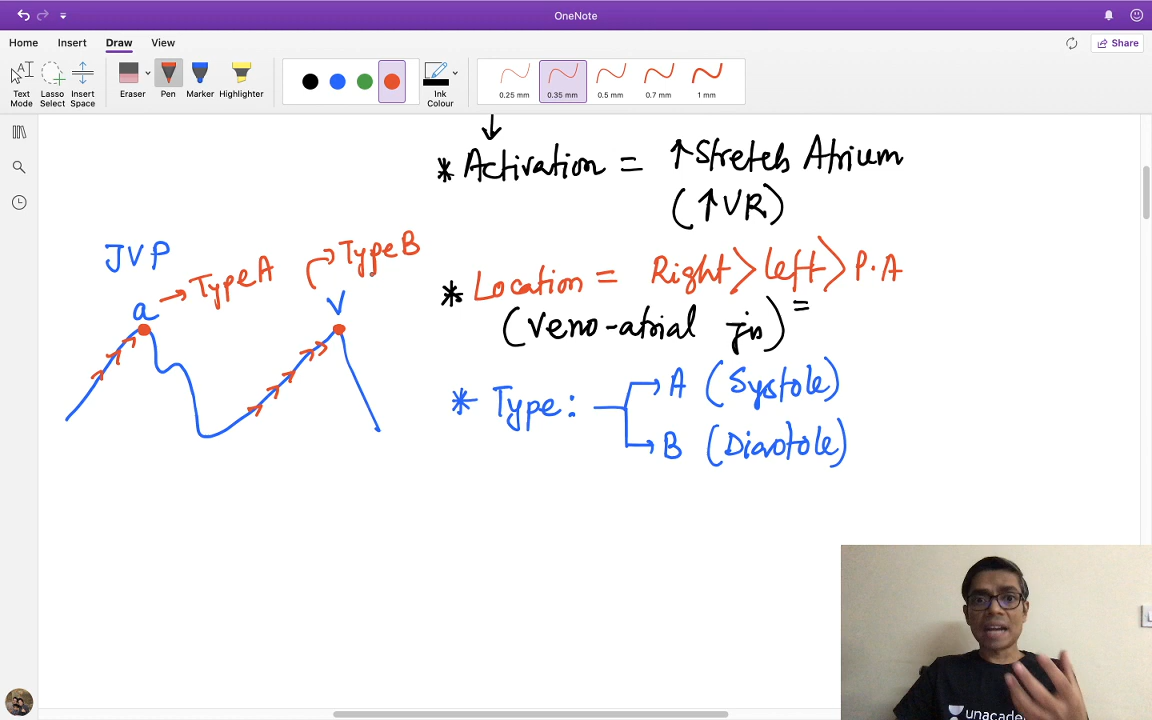 OneNote
Home Insert Draw View
Share
Text Mode
Lasso Select
Insert Space
Eraser
Pen
Marker
Highlighter
Ink Colour
0.25 mm
0.35 mm
0.5 mm
0.7 mm
1 mm
↓
* Activation = ↑Stretch Atrium
(↑VR)
JVP
a → Type A
V → Type B
* Location = Right > left > P.A
(Veno-atrial jn) =
* Type: → A (Systole)
→ B (Diastole)
unacade